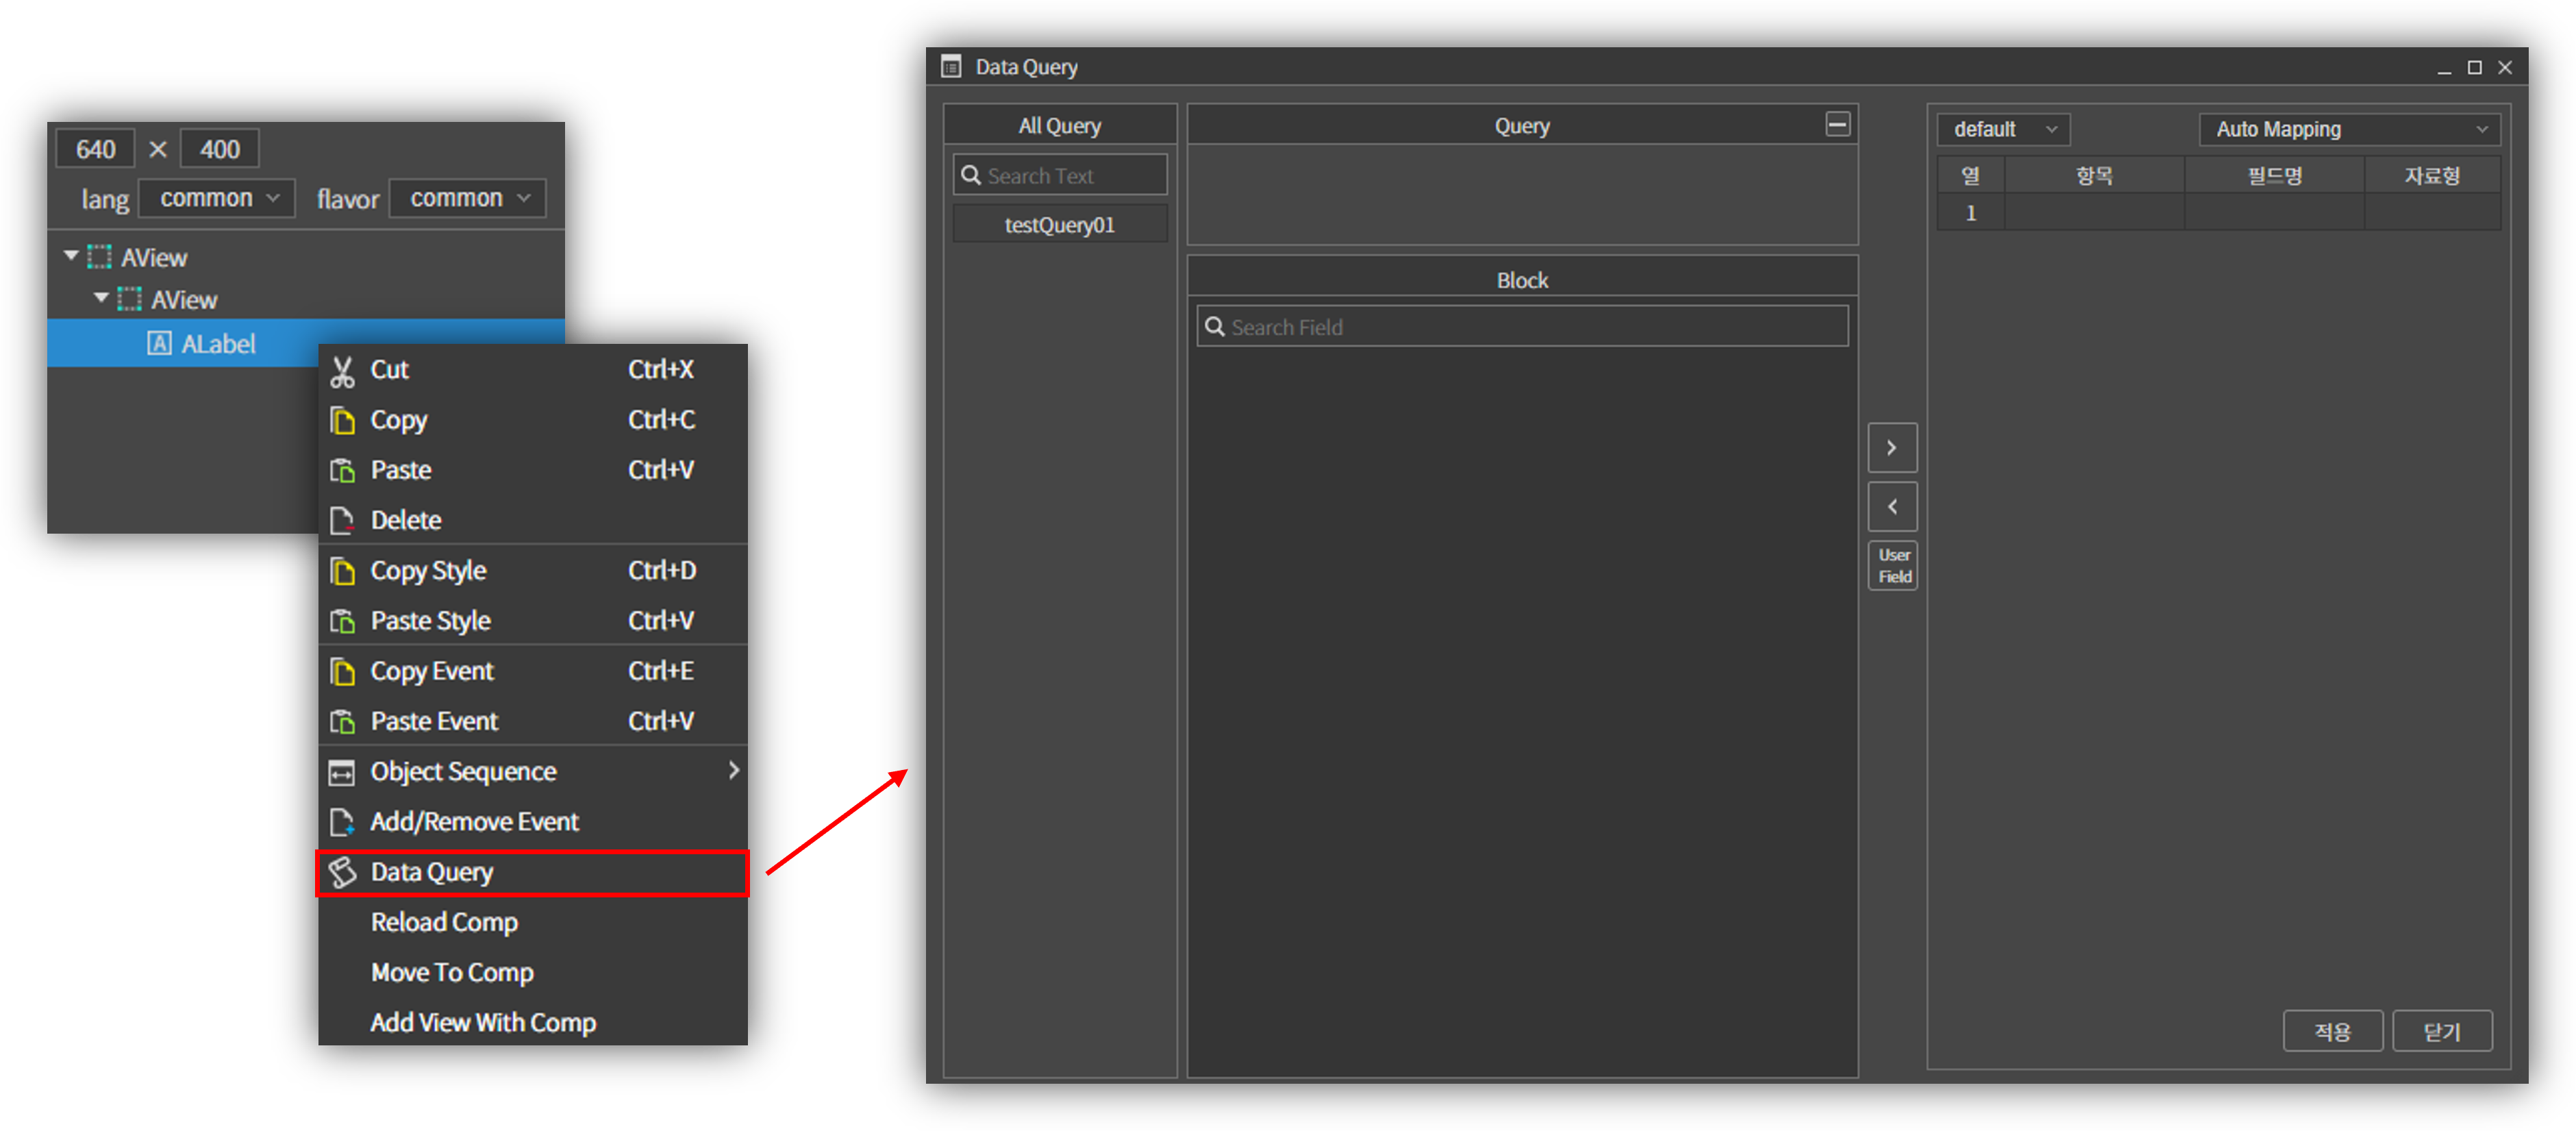 640 × 400
lang common flavor common
AView
AView
ALabel
Cut Ctrl+X
Copy Ctrl+C
Paste Ctrl+V
Delete
Copy Style Ctrl+D
Paste Style Ctrl+V
Copy Event Ctrl+E
Paste Event Ctrl+V
Object Sequence
Add/Remove Event
Data Query
Reload Comp
Move To Comp
Add View With Comp
Data Query
All Query
Search Text
testQuery01
Query
Block
Search Field
User
Field
default Auto Mapping
열 항목 필드명 자료형
1
적용 닫기